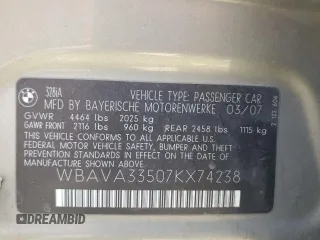 BMW
328iA
VEHICLE TYPE: PASSENGER CAR
MFD BY BAYERISCHE MOTORENWERKE 03/07
GVWR 4464 lbs 2025 kg
GAWR FRONT 2116 lbs 960 kg REAR 2458 lbs 1115 kg
THIS VEHICLE CONFORMS TO ALL APPLICABLE U.S.
FEDERAL MOTOR VEHICLE SAFETY, BUMPER, AND THEFT
PREVENTION STANDARDS IN EFFECT ON THE DATE OF
MANUFACTURE SHOWN ABOVE.
WBAVA33507KX74238
AUTOBIDMASTER